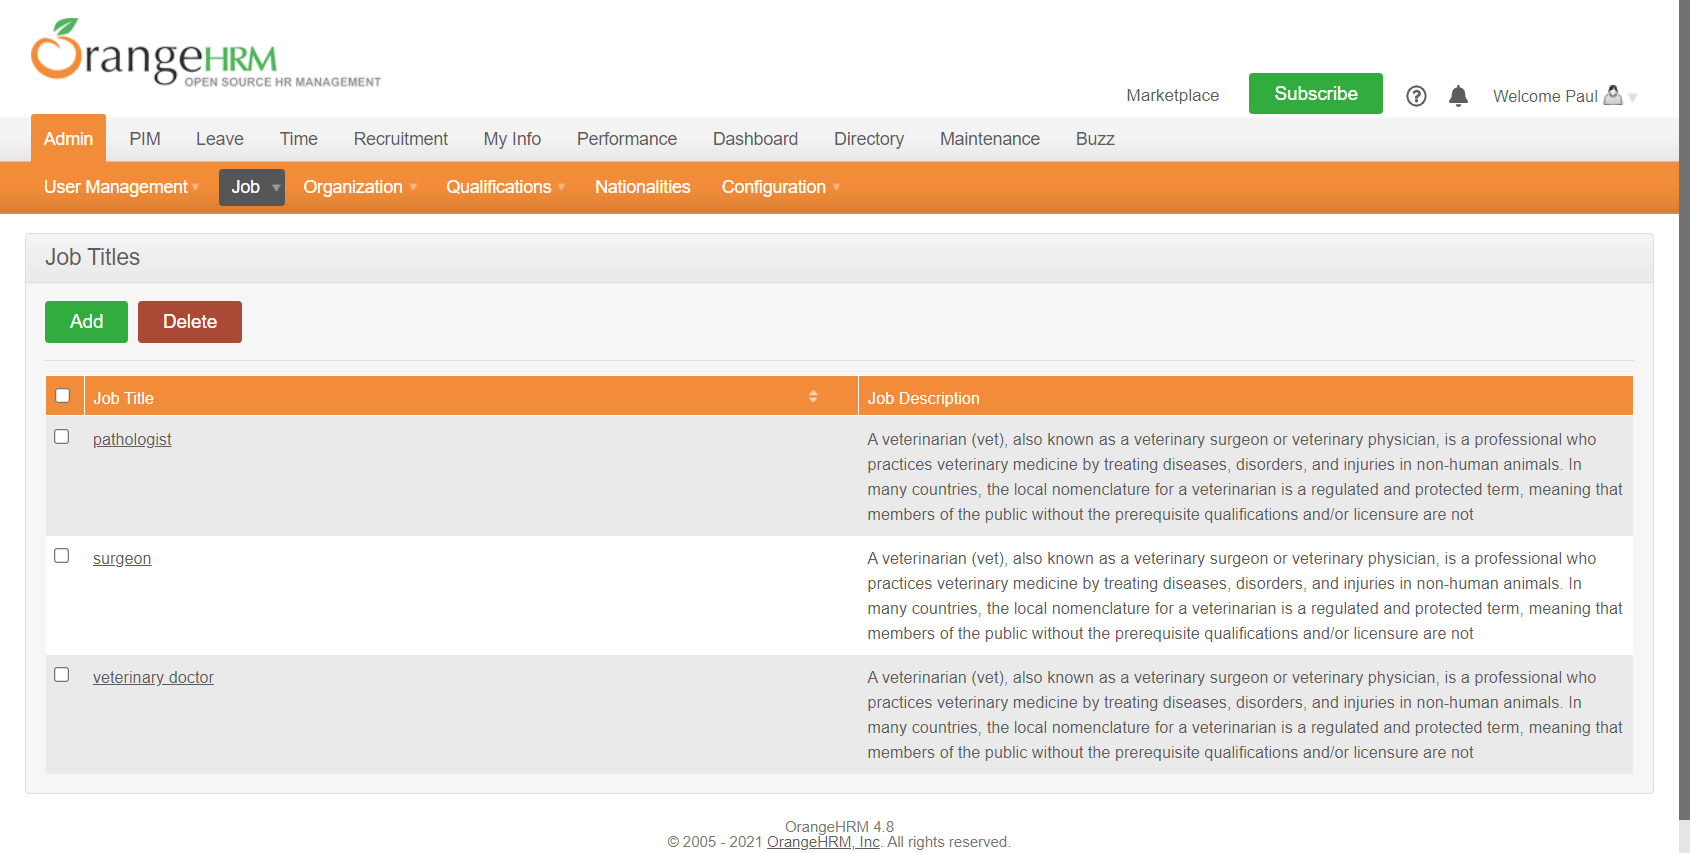 OrangeHRM
OPEN SOURCE HR MANAGEMENT
Marketplace Subscribe Welcome Paul
Admin PIM Leave Time Recruitment My Info Performance Dashboard Directory Maintenance Buzz
User Management Job Organization Qualifications Nationalities Configuration
Job Titles
Add Delete
Job Title Job Description
pathologist A veterinarian (vet), also known as a veterinary surgeon or veterinary physician, is a professional who
practices veterinary medicine by treating diseases, disorders, and injuries in non-human animals. In
many countries, the local nomenclature for a veterinarian is a regulated and protected term, meaning that
members of the public without the prerequisite qualifications and/or licensure are not
surgeon A veterinarian (vet), also known as a veterinary surgeon or veterinary physician, is a professional who
practices veterinary medicine by treating diseases, disorders, and injuries in non-human animals. In
many countries, the local nomenclature for a veterinarian is a regulated and protected term, meaning that
members of the public without the prerequisite qualifications and/or licensure are not
veterinary doctor A veterinarian (vet), also known as a veterinary surgeon or veterinary physician, is a professional who
practices veterinary medicine by treating diseases, disorders, and injuries in non-human animals. In
many countries, the local nomenclature for a veterinarian is a regulated and protected term, meaning that
members of the public without the prerequisite qualifications and/or licensure are not
OrangeHRM 4.8
© 2005 - 2021 OrangeHRM, Inc. All rights reserved.